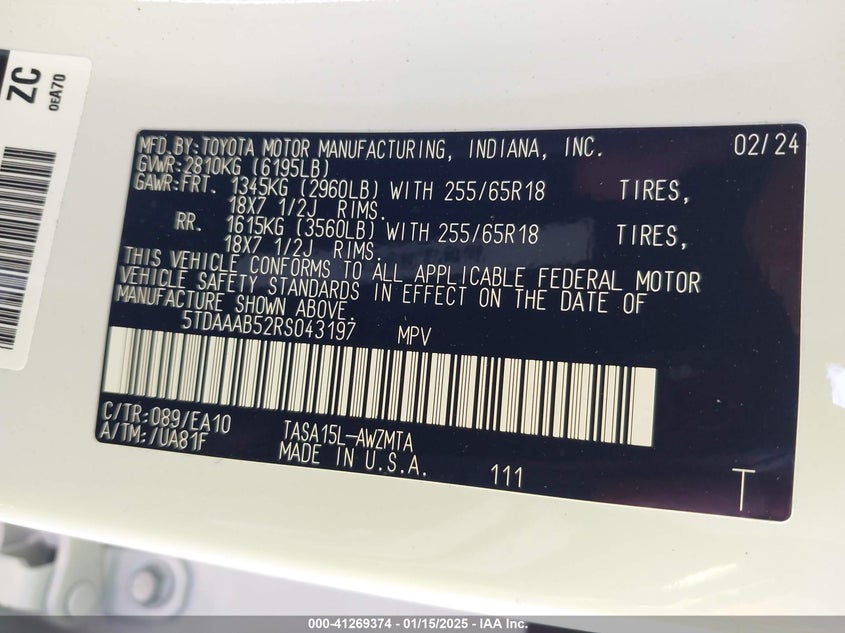 ZC
0EA70
MFD.BY:TOYOTA MOTOR MANUFACTURING, INDIANA, INC. 02/24
GVWR:2810KG (6195LB)
GAWR:FRT. 1345KG (2960LB) WITH 255/65R18 TIRES,
18X7 1/2J RIMS.
RR. 1615KG (3560LB) WITH 255/65R18 TIRES,
18X7 1/2J RIMS.
THIS VEHICLE CONFORMS TO ALL APPLICABLE FEDERAL MOTOR
VEHICLE SAFETY STANDARDS IN EFFECT ON THE DATE OF
MANUFACTURE SHOWN ABOVE.
5TDAAAB52RS043197 MPV
C/TR:089/EA10
A/TM:/UA81F
TASA15L-AWZMTA
MADE IN U.S.A.
111
T
000-41269374 - 01/15/2025 - IAA Inc.